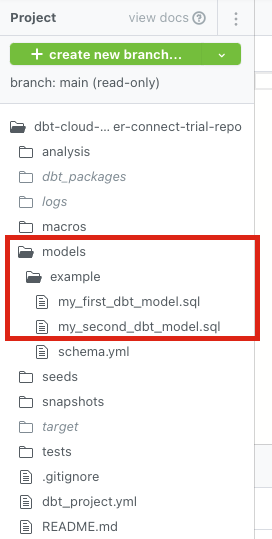 Project view docs
+ create new branch...
branch: main (read-only)
dbt-cloud-...er-connect-trial-repo
analysis
dbt_packages
logs
macros
models
example
my_first_dbt_model.sql
my_second_dbt_model.sql
schema.yml
seeds
snapshots
target
tests
.gitignore
dbt_project.yml
README.md